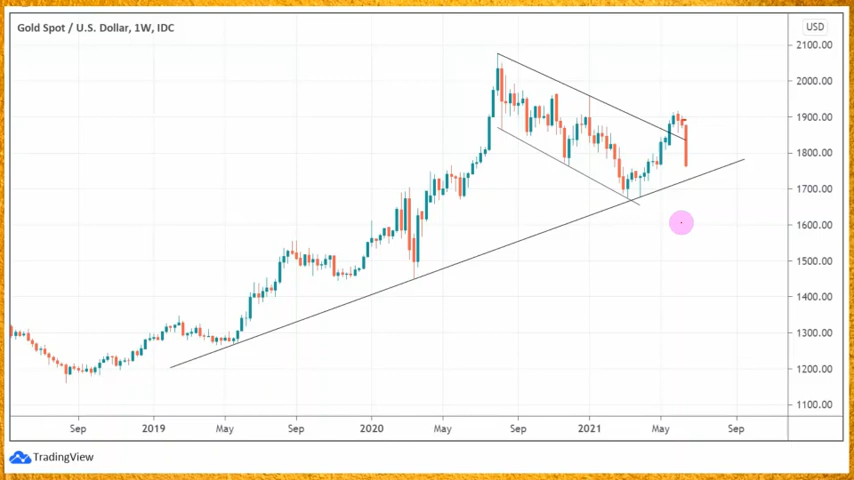 Gold Spot / U.S. Dollar, 1W, IDC
USD
2100.00
2000.00
1900.00
1800.00
1700.00
1600.00
1500.00
1400.00
1300.00
1200.00
1100.00
Sep 2019 May Sep 2020 May Sep 2021 May Sep
TradingView